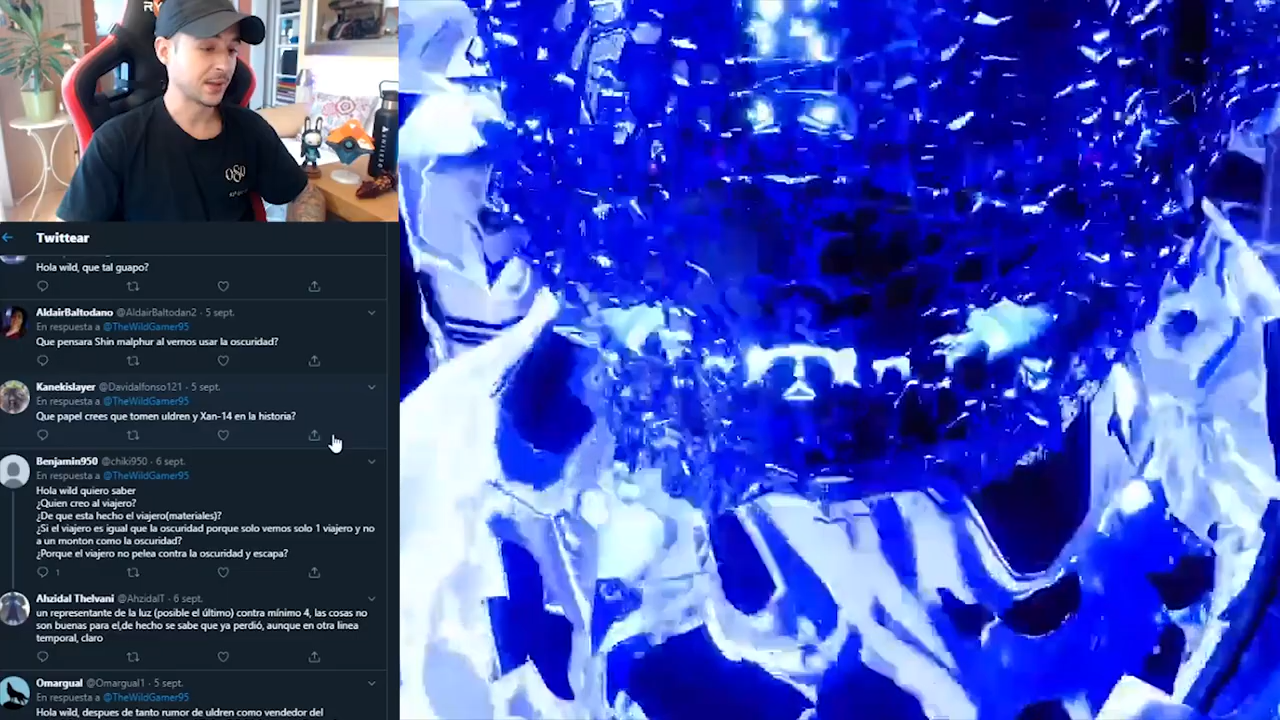 RY
Twittear
Hola wild, que tal guapo?
AldairBaltodano @AldairBaltodan2 · 5 sept.
En respuesta a @TheWildGamer95
Que pensara Shin malphur al vernos usar la oscuridad?
Kanekislayer @Davidalfonso121 · 5 sept.
En respuesta a @TheWildGamer95
Que papel crees que tomen uldren y Xan-14 en la historia?
Benjamin950 @chiki950 · 6 sept.
En respuesta a @TheWildGamer95
Hola wild quiero saber
¿Quien creo al viajero?
¿De que esta hecho el viajero(materiales)?
¿Si el viajero es igual que la oscuridad porque solo vemos solo 1 viajero y no
a un monton como la oscuridad?
¿Porque el viajero no pelea contra la oscuridad y escapa?
1
Ahzidal Thelvani @AhzidalT · 6 sept.
un representante de la luz (posible el último) contra mínimo 4, las cosas no
son buenas para el,de hecho se sabe que ya perdió, aunque en otra linea
temporal, claro
Omargual @Omargual1 · 5 sept.
En respuesta a @TheWildGamer95
Hola wild, despues de tanto rumor de uldren como vendedor del